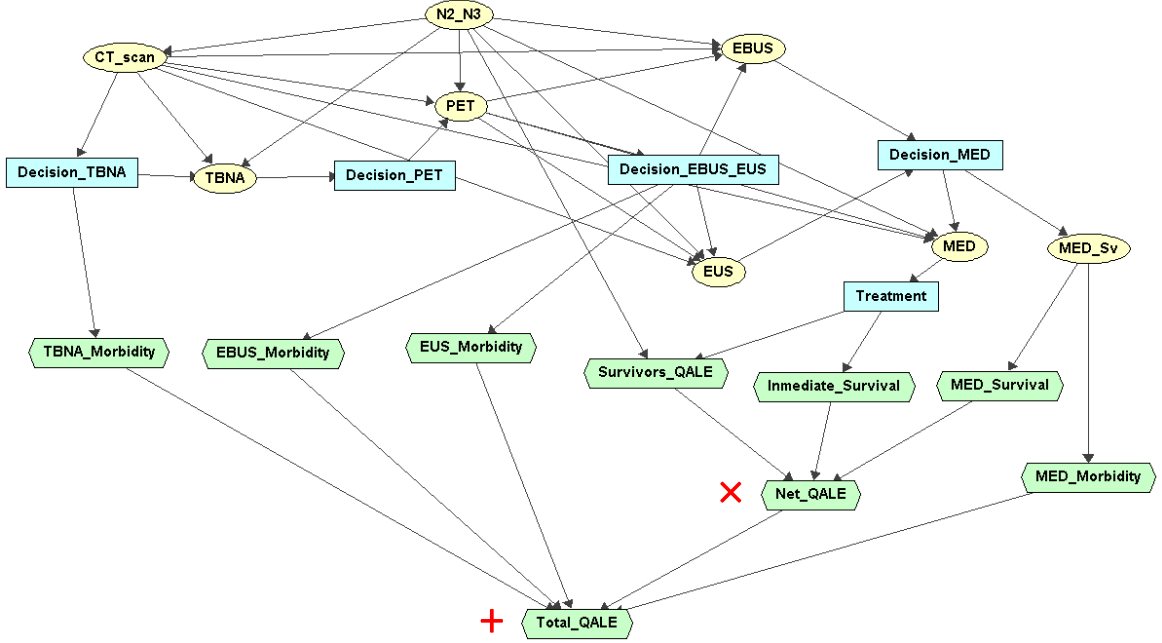 N2_N3
EBUS
CT_scan
PET
Decision_MED
Decision_TBNA
TBNA
Decision_PET
Decision_EBUS_EUS
MED
MED_Sv
EUS
Treatment
TBNA_Morbidity
EBUS_Morbidity
EUS_Morbidity
Survivors_QALE
Inmediate_Survival
MED_Survival
MED_Morbidity
×
Net_QALE
+
Total_QALE